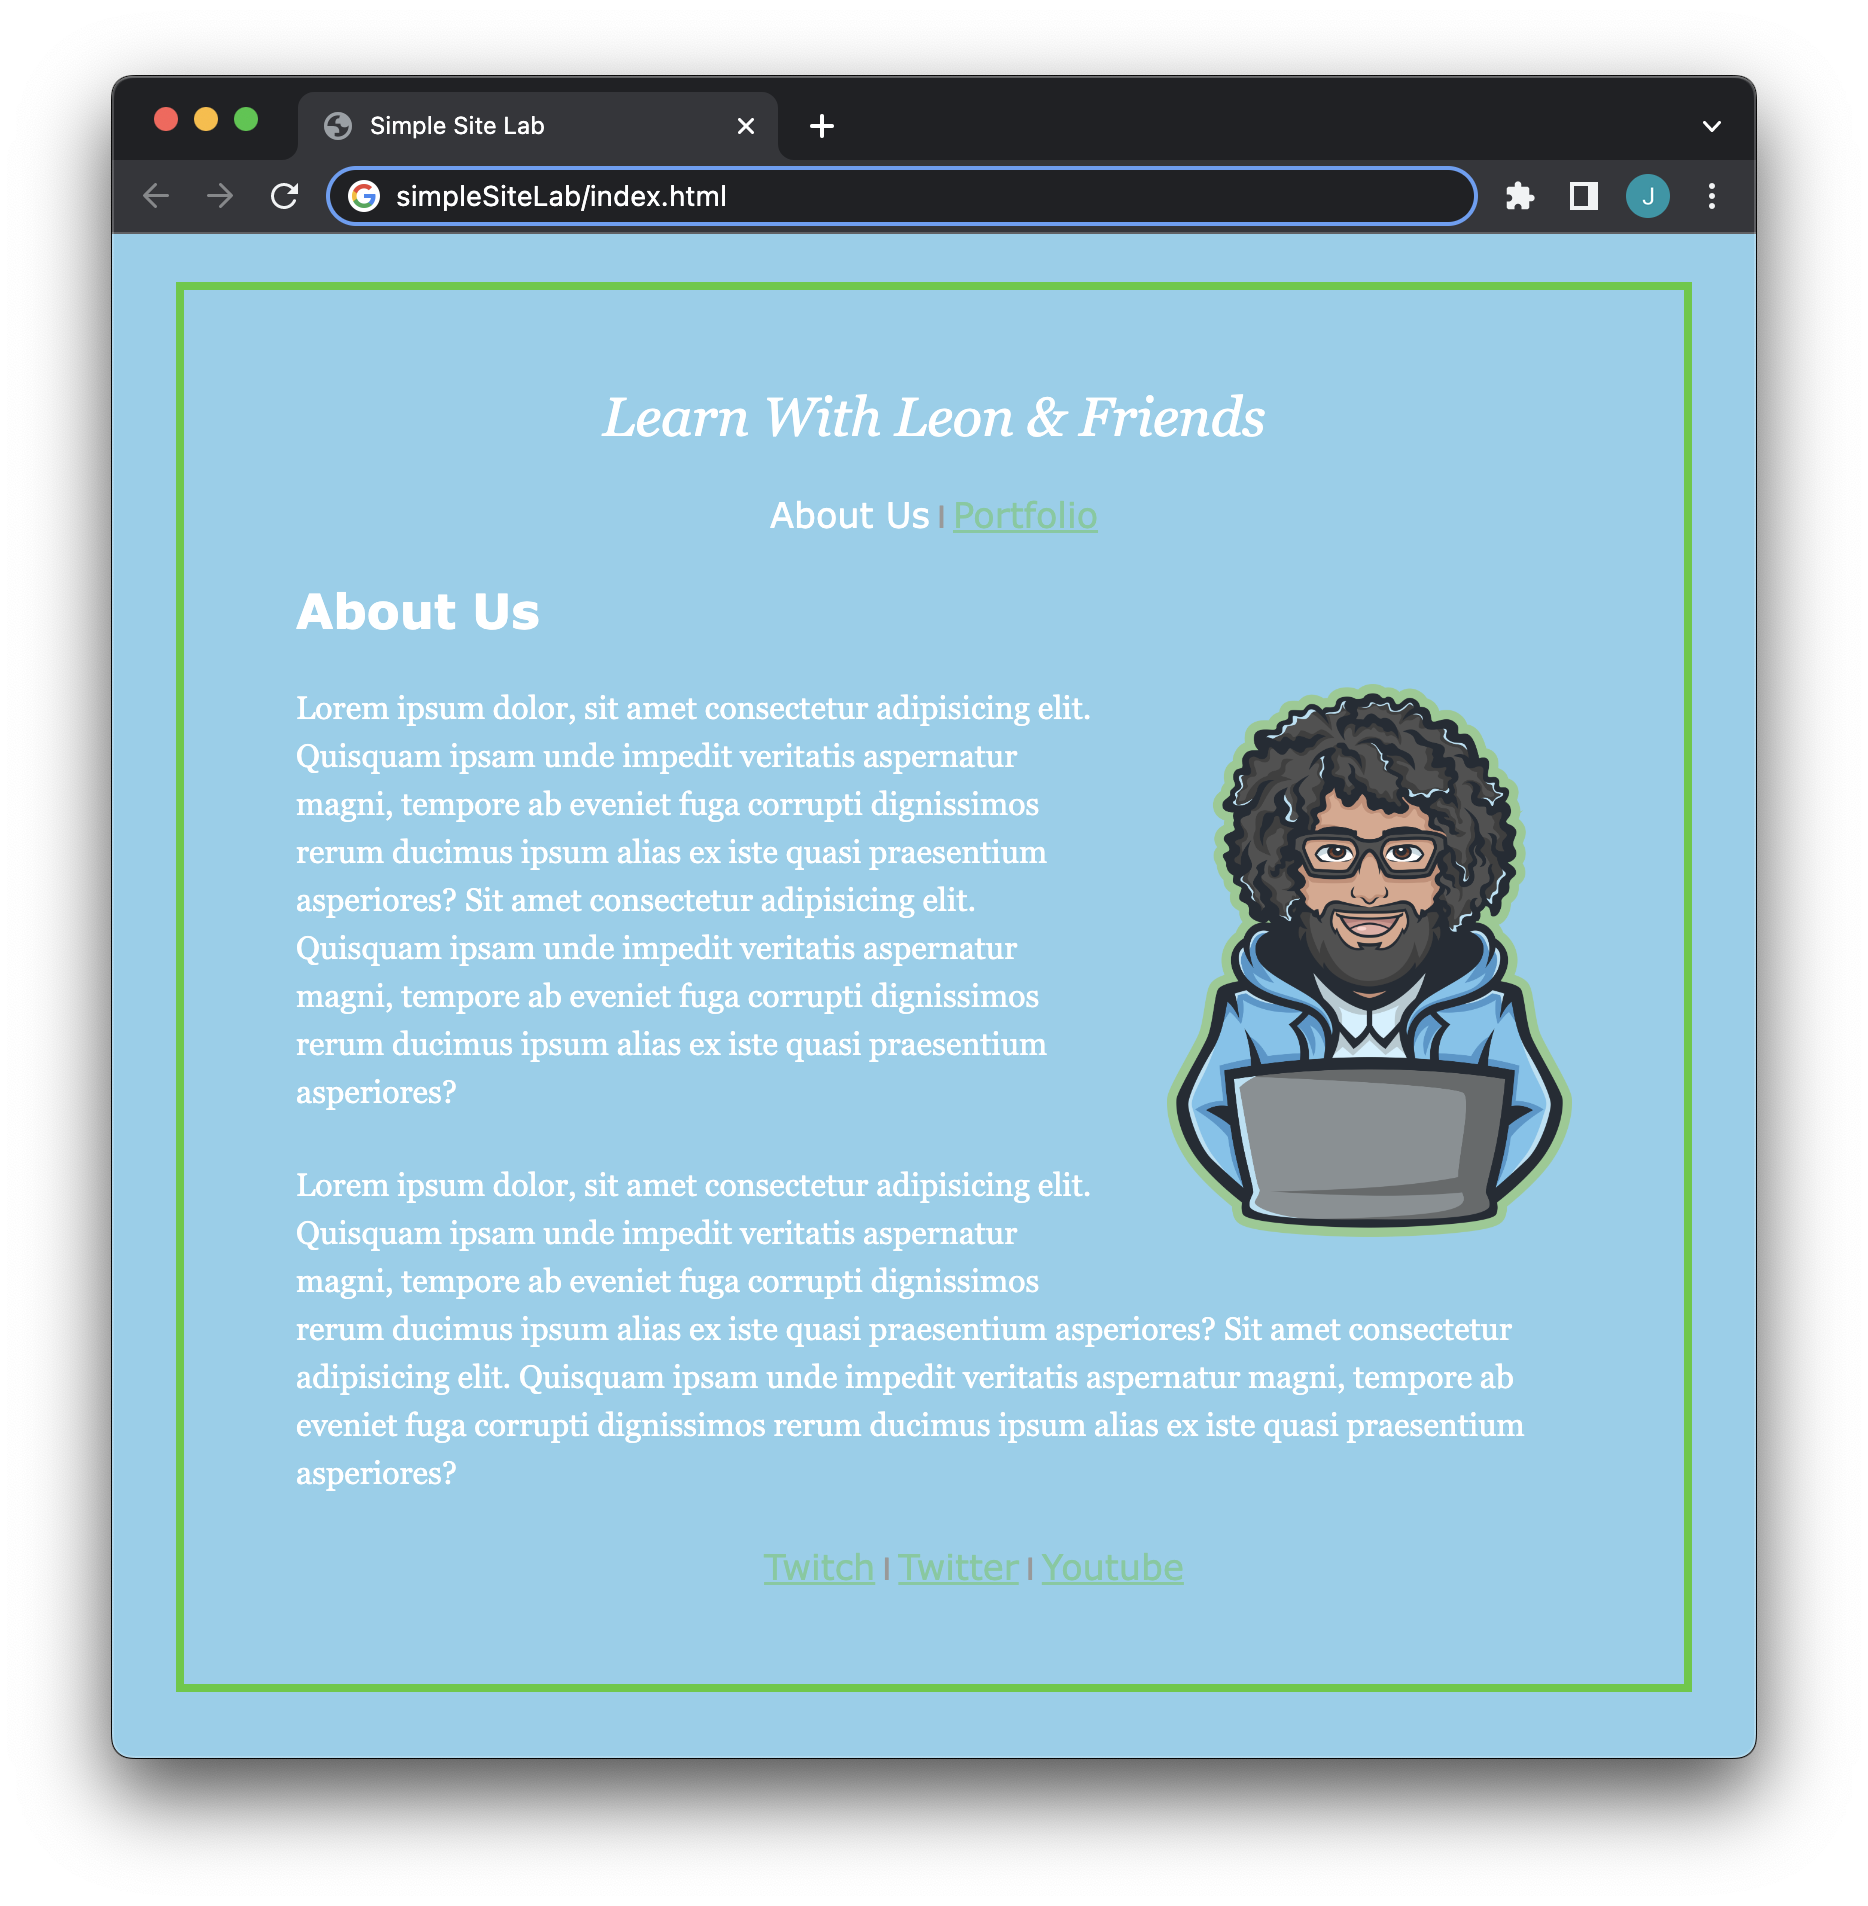 Simple Site Lab
simpleSiteLab/index.html
J
Learn With Leon & Friends
About Us | Portfolio
About Us
Lorem ipsum dolor, sit amet consectetur adipisicing elit.
Quisquam ipsam unde impedit veritatis aspernatur
magni, tempore ab eveniet fuga corrupti dignissimos
rerum ducimus ipsum alias ex iste quasi praesentium
asperiores? Sit amet consectetur adipisicing elit.
Quisquam ipsam unde impedit veritatis aspernatur
magni, tempore ab eveniet fuga corrupti dignissimos
rerum ducimus ipsum alias ex iste quasi praesentium
asperiores?
Lorem ipsum dolor, sit amet consectetur adipisicing elit.
Quisquam ipsam unde impedit veritatis aspernatur
magni, tempore ab eveniet fuga corrupti dignissimos
rerum ducimus ipsum alias ex iste quasi praesentium asperiores? Sit amet consectetur
adipisicing elit. Quisquam ipsam unde impedit veritatis aspernatur magni, tempore ab
eveniet fuga corrupti dignissimos rerum ducimus ipsum alias ex iste quasi praesentium
asperiores?
Twitch | Twitter | Youtube